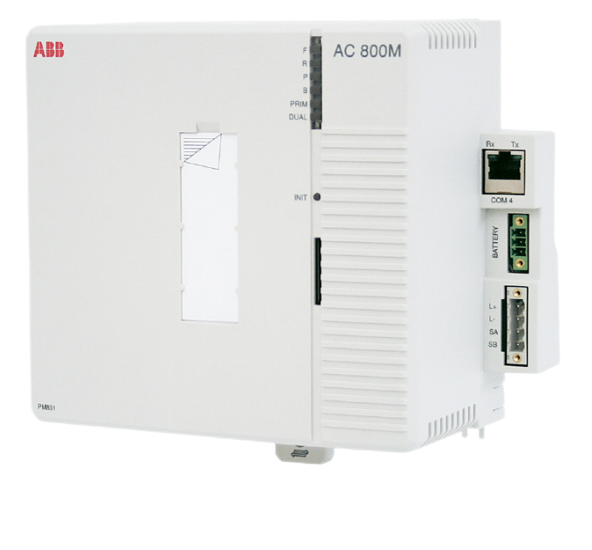 ABB
AC 800M
F
R
P
B
PRIM
DUAL
INIT
Rx Tx
COM 4
BATTERY
L+
L-
SA
SB